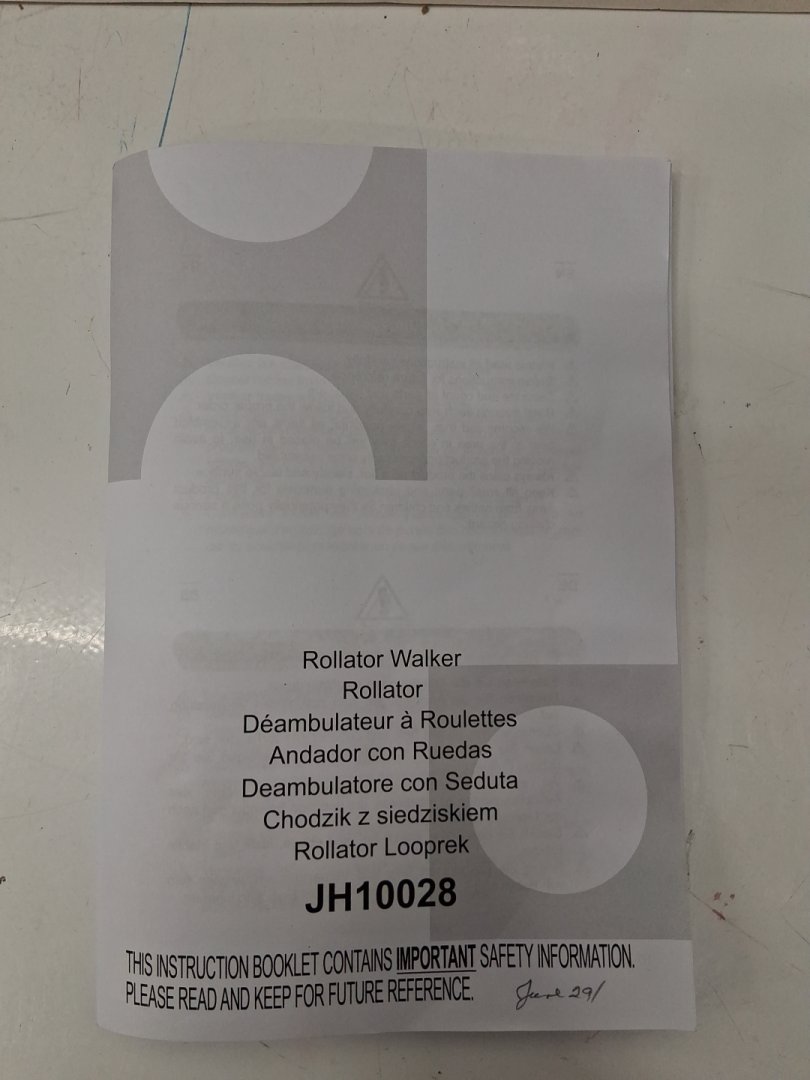 Rollator Walker
Rollator
Déambulateur à Roulettes
Andador con Ruedas
Deambulatore con Seduta
Chodzik z siedziskiem
Rollator Looprek
JH10028
THIS INSTRUCTION BOOKLET CONTAINS IMPORTANT SAFETY INFORMATION.
PLEASE READ AND KEEP FOR FUTURE REFERENCE.
June 29/